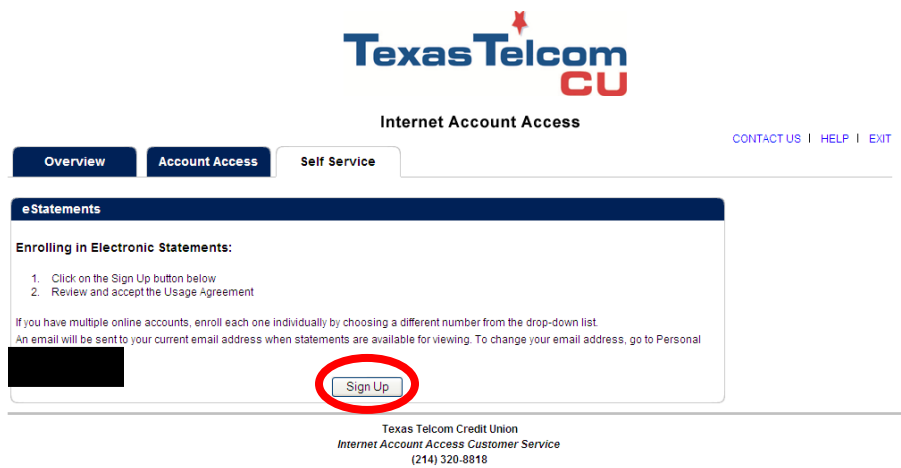 Texas Telcom
CU
Internet Account Access
CONTACT US | HELP | EXIT
Overview Account Access Self Service
eStatements
Enrolling in Electronic Statements:
1. Click on the Sign Up button below
2. Review and accept the Usage Agreement
If you have multiple online accounts, enroll each one individually by choosing a different number from the drop-down list.
An email will be sent to your current email address when statements are available for viewing. To change your email address, go to Personal
Sign Up
Texas Telcom Credit Union
Internet Account Access Customer Service
(214) 320-8818